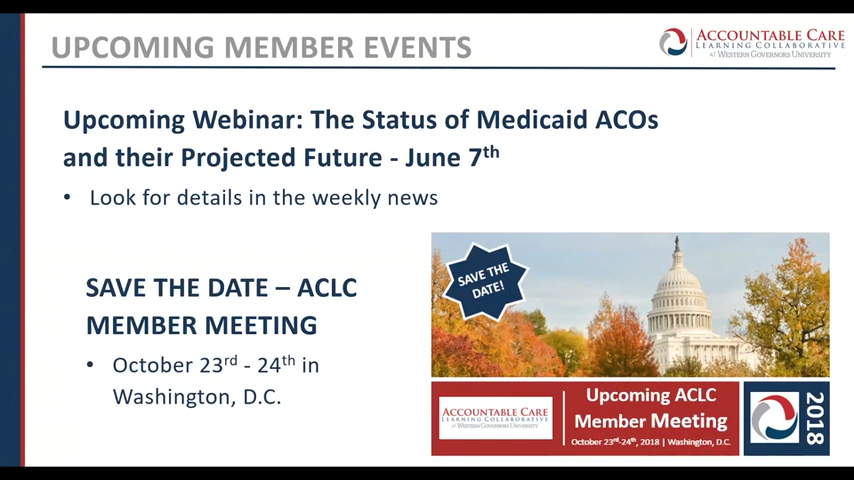 UPCOMING MEMBER EVENTS
ACCOUNTABLE CARE
LEARNING COLLABORATIVE
AT WESTERN GOVERNORS UNIVERSITY
Upcoming Webinar: The Status of Medicaid ACOs
and their Projected Future - June 7th
• Look for details in the weekly news
SAVE THE DATE – ACLC
MEMBER MEETING
• October 23rd - 24th in
Washington, D.C.
SAVE THE
DATE!
ACCOUNTABLE CARE
LEARNING COLLABORATIVE
AT WESTERN GOVERNORS UNIVERSITY
Upcoming ACLC
Member Meeting
October 23rd-24th, 2018 | Washington, D.C.
2018